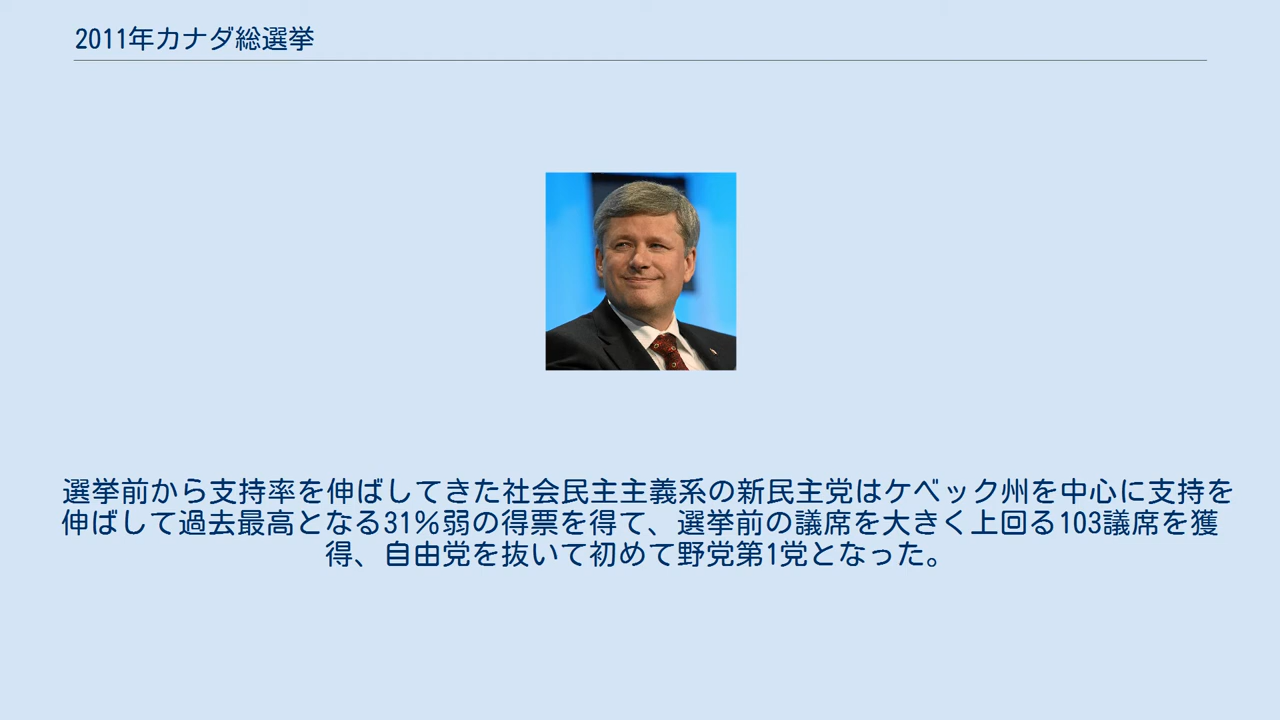 2011年カナダ総選挙
選挙前から支持率を伸ばしてきた社会民主主義系の新民主党はケベック州を中心に支持を
伸ばして過去最高となる31％弱の得票を得て、選挙前の議席を大きく上回る103議席を獲
得、自由党を抜いて初めて野党第1党となった。